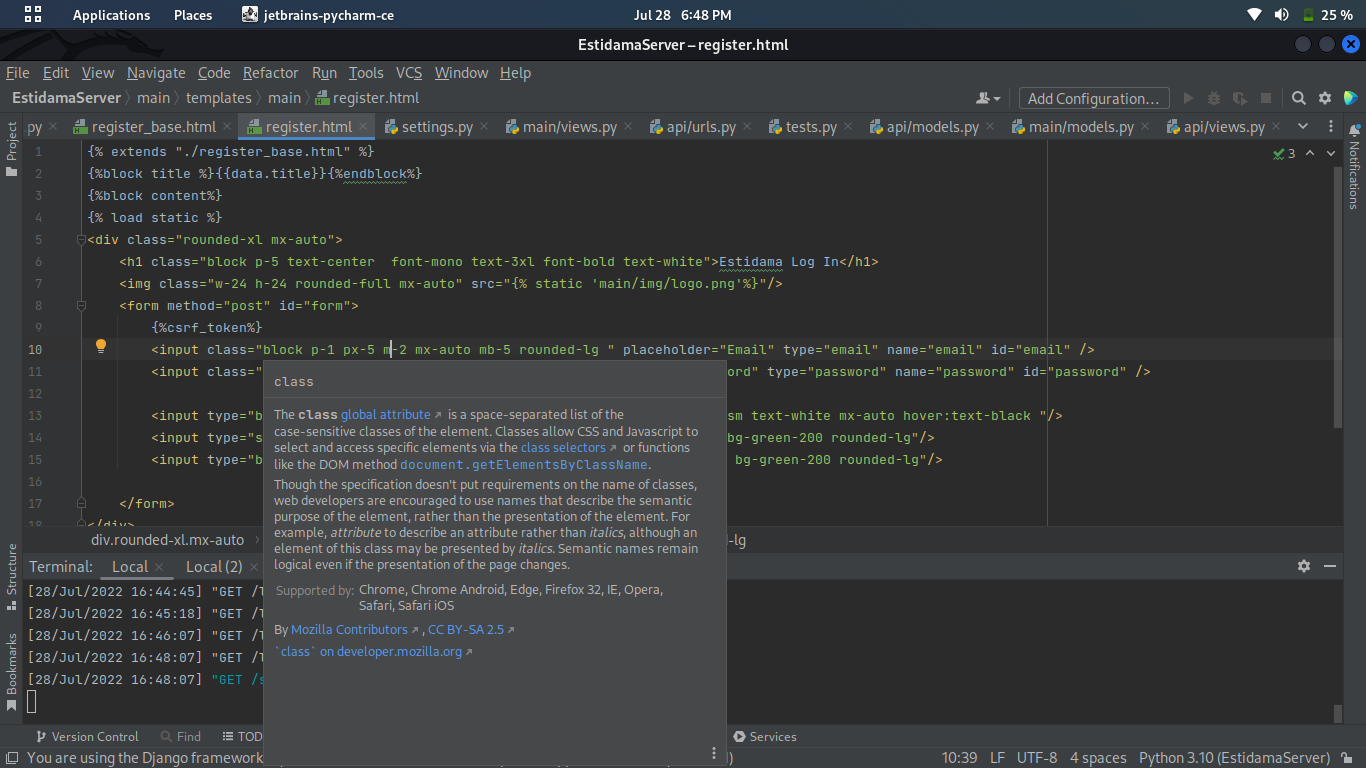 Applications Places jetbrains-pycharm-ce Jul 28 6:48 PM 25 %
EstidamaServer – register.html
File Edit View Navigate Code Refactor Run Tools VCS Window Help
EstidamaServer main templates main register.html Add Configuration...
Project
py register_base.html register.html settings.py main/views.py api/urls.py tests.py api/models.py main/models.py api/views.py
Notifications
1 {% extends "./register_base.html" %} 3
2 {%block title %}{{data.title}}{%endblock%}
3 {%block content%}
4 {% load static %}
5 <div class="rounded-xl mx-auto">
6 <h1 class="block p-5 text-center  font-mono text-3xl font-bold text-white">Estidama Log In</h1>
7 <img class="w-24 h-24 rounded-full mx-auto" src="{% static 'main/img/logo.png'%}"/>
8 <form method="post" id="form">
9 {%csrf_token%}
10 <input class="block p-1 px-5 m-2 mx-auto mb-5 rounded-lg " placeholder="Email" type="email" name="email" id="email" />
11 <input class=" ord" type="password" name="password" id="password" />
12
13 <input type="b sm text-white mx-auto hover:text-black "/>
14 <input type="s bg-green-200 rounded-lg"/>
15 <input type="b bg-green-200 rounded-lg"/>
16
17 </form>
18 </div>
class
The class global attribute is a space-separated list of the
case-sensitive classes of the element. Classes allow CSS and Javascript to
select and access specific elements via the class selectors or functions
like the DOM method document.getElementsByClassName.
Though the specification doesn't put requirements on the name of classes,
web developers are encouraged to use names that describe the semantic
purpose of the element, rather than the presentation of the element. For
example, attribute to describe an attribute rather than italics, although an
element of this class may be presented by italics. Semantic names remain
logical even if the presentation of the page changes.
Supported by: Chrome, Chrome Android, Edge, Firefox 32, IE, Opera,
Safari, Safari iOS
By Mozilla Contributors , CC BY-SA 2.5
`class` on developer.mozilla.org
div.rounded-xl.mx-auto -lg
Structure
Bookmarks
Terminal: Local Local (2)
[28/Jul/2022 16:44:45] "GET /
[28/Jul/2022 16:45:18] "GET /
[28/Jul/2022 16:46:07] "GET /
[28/Jul/2022 16:48:07] "GET /
[28/Jul/2022 16:48:07] "GET /s
Version Control Find TOD Services
You are using the Django framework ) 10:39 LF UTF-8 4 spaces Python 3.10 (EstidamaServer)